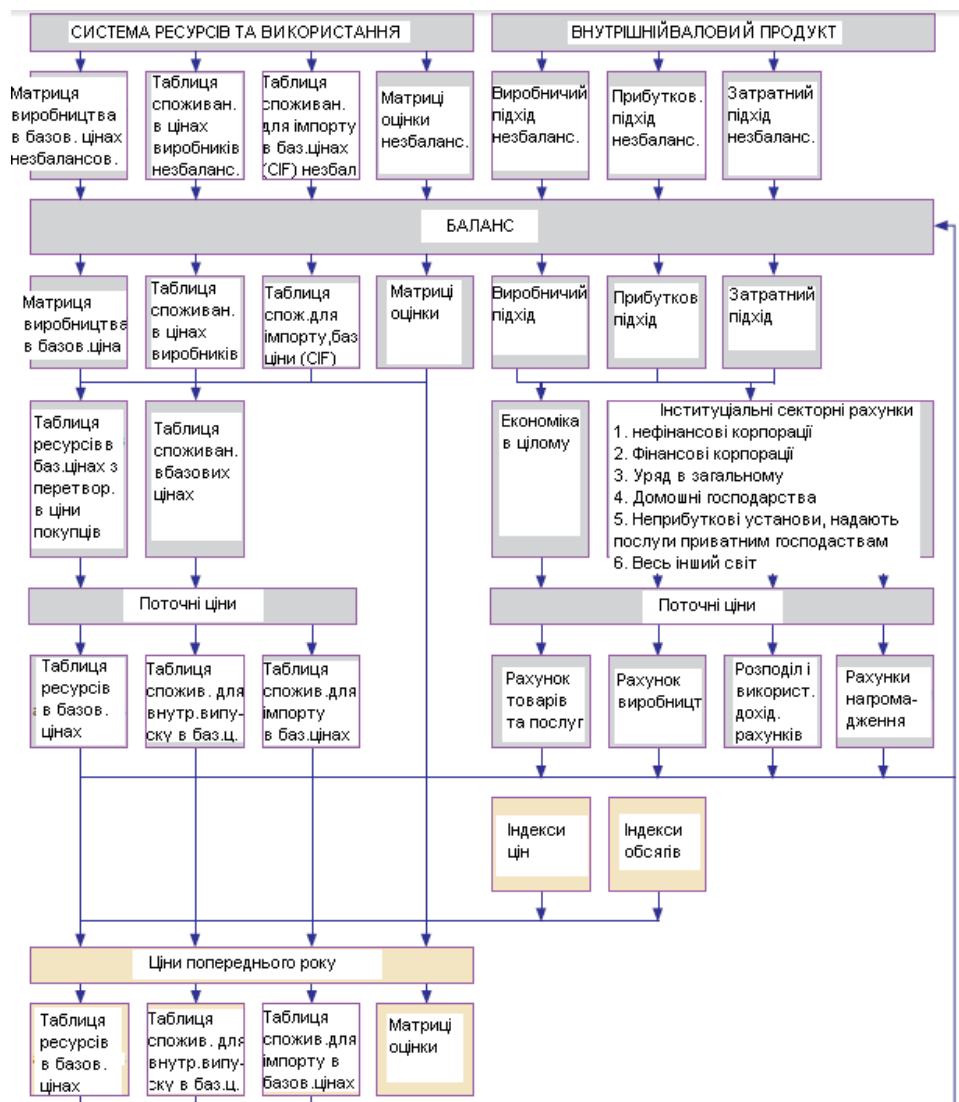 СИСТЕМА РЕСУРСІВ ТА ВИКОРИСТАННЯ
ВНУТРІШНІЙВАЛОВИЙ ПРОДУКТ
Матриця
виробництва
в базов. цінах
незбалансов.
Таблиця
споживан.
в цінах
виробників
незбаланс.
Таблиця
споживан.
для імпорту
в баз.цінах
(CIF) незбал
Матриці
оцінки
незбаланс.
Виробничий
підхід
незбаланс.
Прибутков.
підхід
незбаланс.
Затратний
підхід
незбаланс.
БАЛАНС
Матриця
виробництва
в базов.ціна
Таблиця
споживан.
в цінах
виробників
Таблиця
спож.для
імпорту,баз
ціни (CIF)
Матриці
оцінки
Виробничий
підхід
Прибутков
підхід
Затратний
підхід
Таблиця
ресурсів в
баз.цінах з
перетвор.
в ціни
покупців
Таблиця
споживан.
вбазових
цінах
Економіка
в цілому
Інституціальні секторні рахунки
1. нефінансові корпорації
2. Фінансові корпорації
3. Уряд в загальному
4. Домошні господарства
5. Неприбуткові установи, надають
послуги приватним господаствам
6. Весь інший світ
Поточні ціни
Поточні ціни
Таблиця
ресурсів
в базов.
цінах
Таблиця
спожив. для
внутр.випу-
ску в баз.ц.
Таблиця
спожив.для
імпорту
в баз.цінах
Рахунок
товарів
та послуг
Рахунок
виробницт
Розподіл і
використ.
дохід.
рахунків
Рахунки
нагрома-
дження
Індекси
цін
Індекси
обсягів
Ціни попереднього року
Таблиця
ресурсів
в базов.
цінах
Таблиця
спожив. для
внутр.випу-
ску в баз.ц.
Таблиця
спожив.для
імпорту в
базов.цінах
Матриці
оцінки